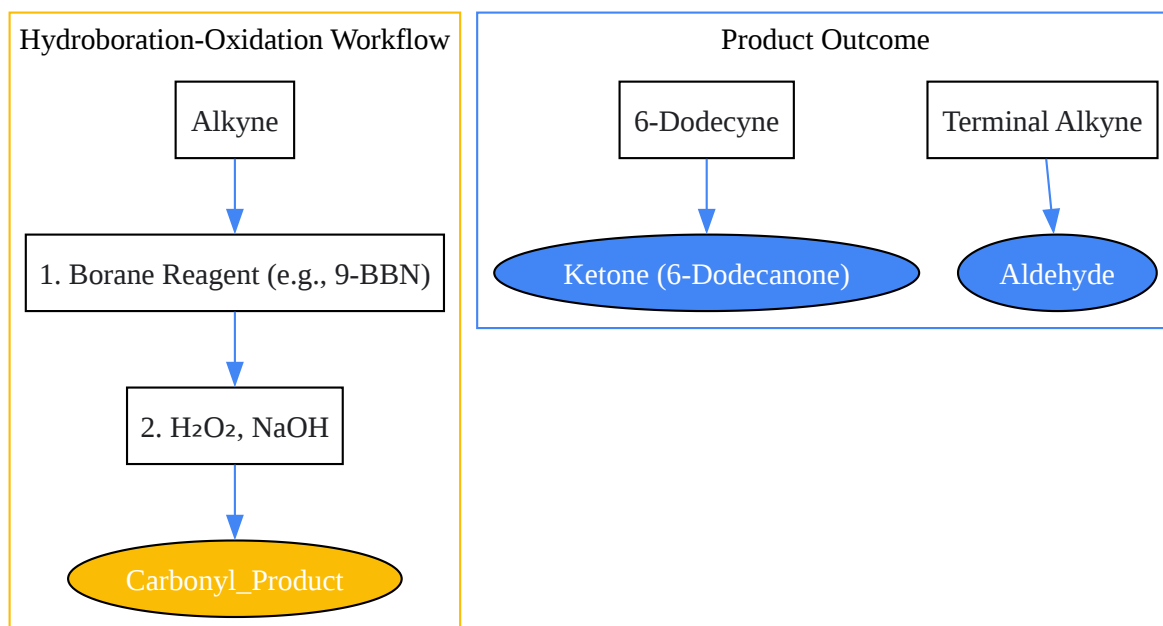 Hydroboration-Oxidation Workflow
Alkyne
1. Borane Reagent (e.g., 9-BBN)
2. H₂O₂, NaOH
Carbonyl_Product
Product Outcome
6-Dodecyne
Terminal Alkyne
Ketone (6-Dodecanone)
Aldehyde